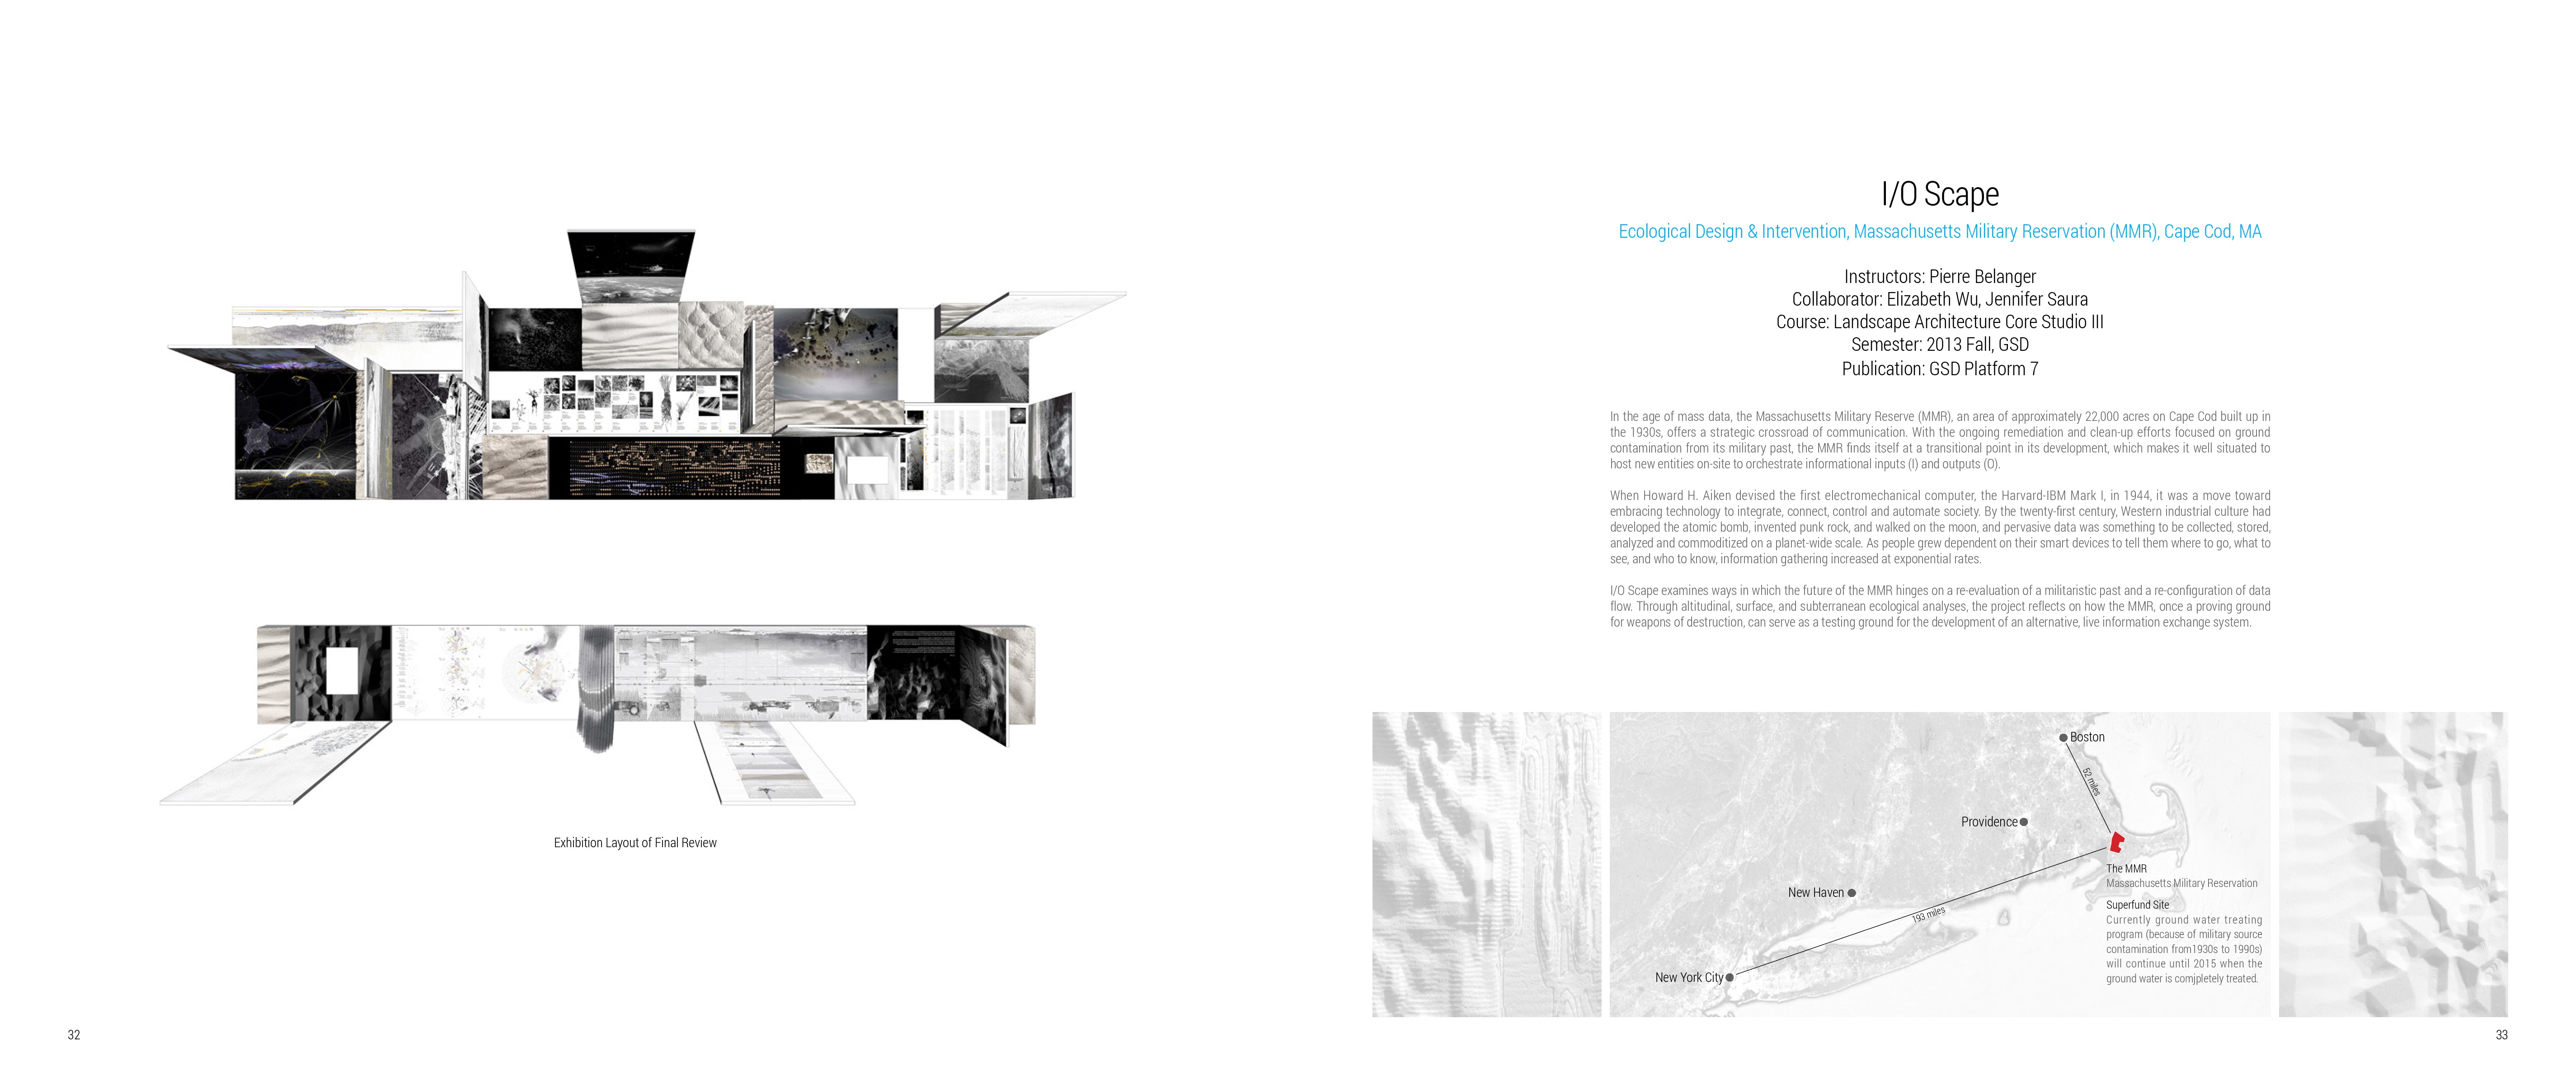 Exhibition Layout of Final Review
32
I/O Scape
Ecological Design & Intervention, Massachusetts Military Reservation (MMR), Cape Cod, MA
Instructors: Pierre Belanger
Collaborator: Elizabeth Wu, Jennifer Saura
Course: Landscape Architecture Core Studio III
Semester: 2013 Fall, GSD
Publication: GSD Platform 7
In the age of mass data, the Massachusetts Military Reserve (MMR), an area of approximately 22,000 acres on Cape Cod built up in
the 1930s, offers a strategic crossroad of communication. With the ongoing remediation and clean-up efforts focused on ground
contamination from its military past, the MMR finds itself at a transitional point in its development, which makes it well situated to
host new entities on-site to orchestrate informational inputs (I) and outputs (O).
When Howard H. Aiken devised the first electromechanical computer, the Harvard-IBM Mark I, in 1944, it was a move toward
embracing technology to integrate, connect, control and automate society. By the twenty-first century, Western industrial culture had
developed the atomic bomb, invented punk rock, and walked on the moon, and pervasive data was something to be collected, stored,
analyzed and commoditized on a planet-wide scale. As people grew dependent on their smart devices to tell them where to go, what to
see, and who to know, information gathering increased at exponential rates.
I/O Scape examines ways in which the future of the MMR hinges on a re-evaluation of a militaristic past and a re-configuration of data
flow. Through altitudinal, surface, and subterranean ecological analyses, the project reflects on how the MMR, once a proving ground
for weapons of destruction, can serve as a testing ground for the development of an alternative, live information exchange system.
Boston
52 miles
Providence
The MMR
Massachusetts Military Reservation
New Haven
Superfund Site
193 miles
Currently ground water treating
program (because of military source
contamination from1930s to 1990s)
will continue until 2015 when the
ground water is comjpletely treated.
New York City
33